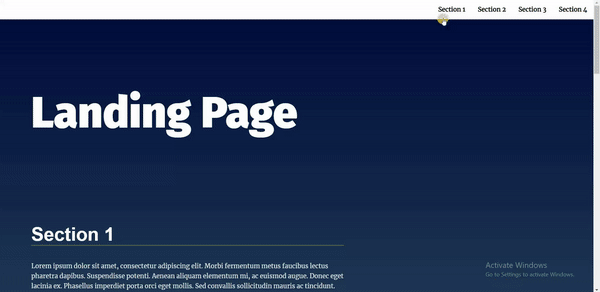 Section 1 Section 2 Section 3 Section 4
Landing Page
Section 1
Lorem ipsum dolor sit amet, consectetur adipiscing elit. Morbi fermentum metus faucibus lectus
pharetra dapibus. Suspendisse potenti. Aenean aliquam elementum mi, ac euismod augue. Donec eget
lacinia ex. Phasellus imperdiet porta orci eget mollis. Sed convallis sollicitudin mauris ac tincidunt.
Activate Windows
Go to Settings to activate Windows.